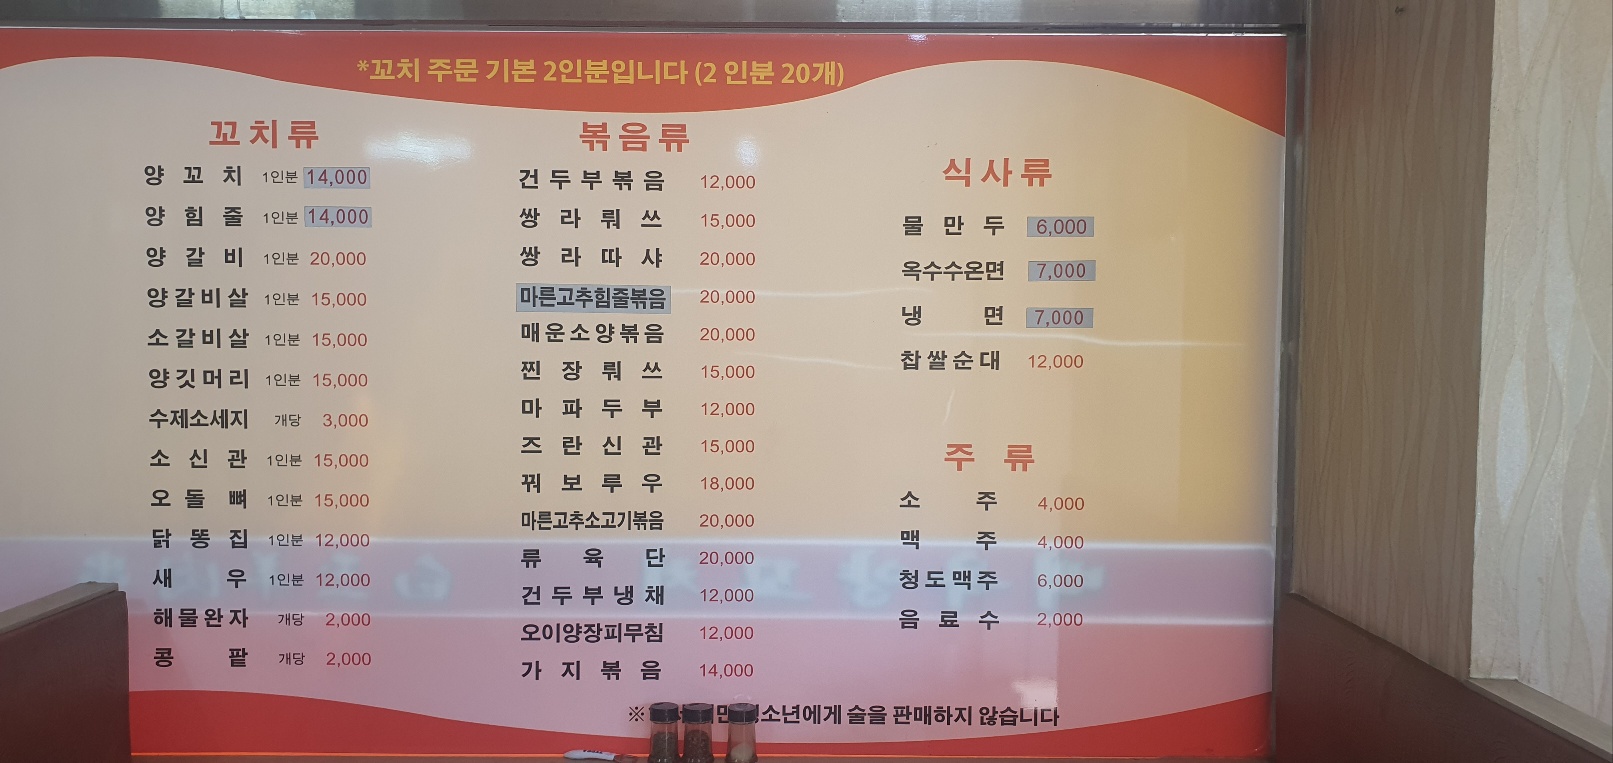 *꼬치 주문 기본 2인분입니다 (2 인분 20개)
꼬치류
양꼬치 1인분 14,000
양힘줄 1인분 14,000
양갈비 1인분 20,000
양갈비살 1인분 15,000
소갈비살 1인분 15,000
양깃머리 1인분 15,000
수제소세지 개당 3,000
소신관 1인분 15,000
오돌뼈 1인분 15,000
닭똥집 1인분 12,000
새우 1인분 12,000
해물완자 개당 2,000
콩팥 개당 2,000
볶음류
건두부볶음 12,000
쌍라뤄쓰 15,000
쌍라따샤 20,000
마른고추힘줄볶음 20,000
매운소양볶음 20,000
찐장뤄쓰 15,000
마파두부 12,000
즈란신관 15,000
꿔보루우 18,000
마른고추소고기볶음 20,000
류육단 20,000
건두부냉채 12,000
오이양장피무침 12,000
가지볶음 14,000
식사류
물만두 6,000
옥수수온면 7,000
냉면 7,000
찹쌀순대 12,000
주류
소주 4,000
맥주 4,000
청도맥주 6,000
음료수 2,000
※ 청소년에게 술을 판매하지 않습니다